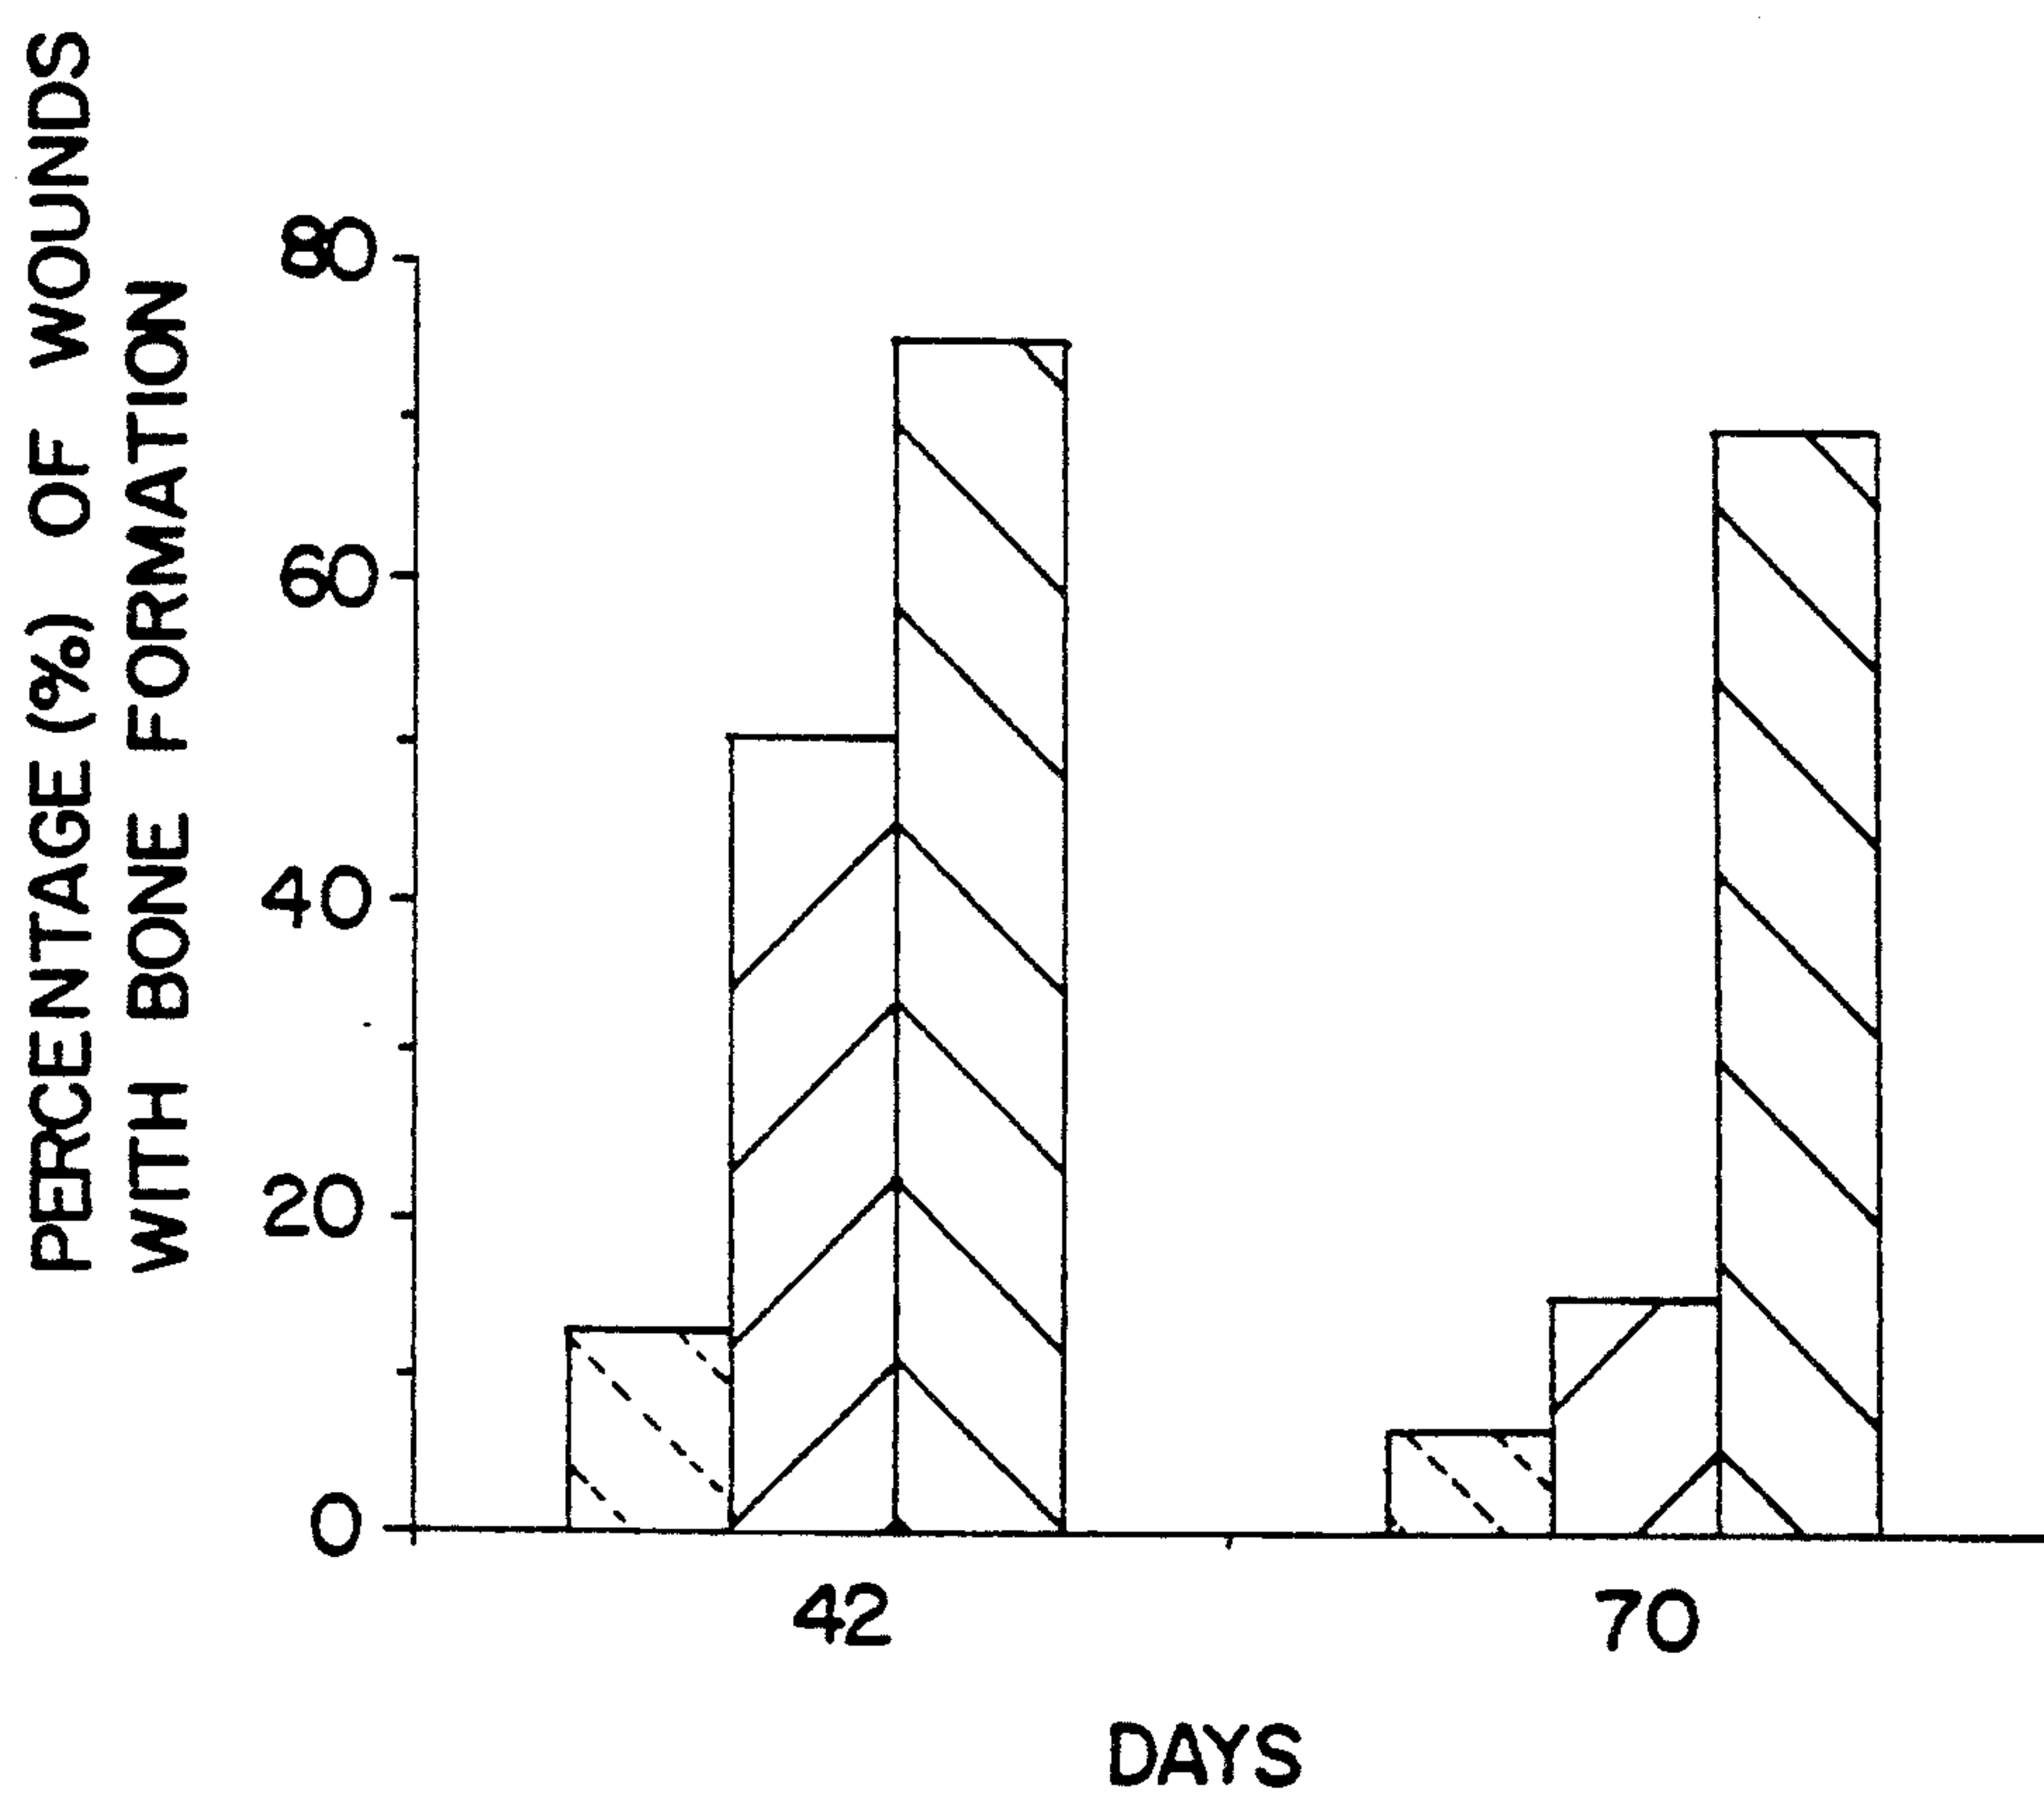 PERCENTAGE (%) OF WOUNDS
WITH BONE FORMATION
80
60
40
20
0
42
70
DAYS